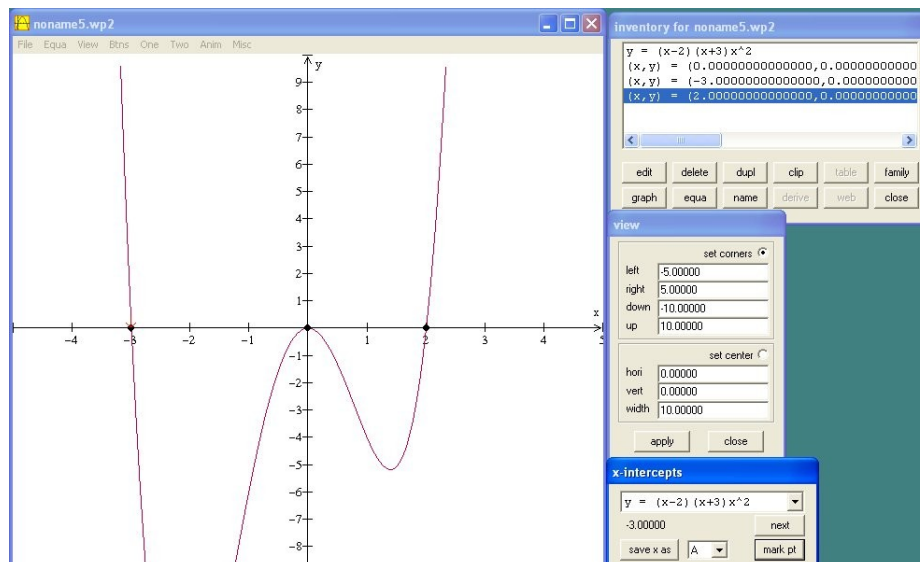 noname5.wp2
File Equa View Btns One Two Anim Misc
y
9
8
7
6
5
4
3
2
1
x
-4 -3 -2 -1 1 2 3 4 5
-1
-2
-3
-4
-5
-6
-7
-8
inventory for noname5.wp2
y = (x-2)(x+3)x^2
(x,y) = (0.00000000000000,0.0000000000
(x,y) = (-3.00000000000000,0.000000000
(x,y) = (2.00000000000000,0.0000000000
edit delete dupl clip table family
graph equa name derive web close
view
set corners
left -5.00000
right 5.00000
down -10.00000
up 10.00000
set center
hori 0.00000
vert 0.00000
width 10.00000
apply close
x-intercepts
y = (x-2)(x+3)x^2
-3.00000 next
save x as A mark pt